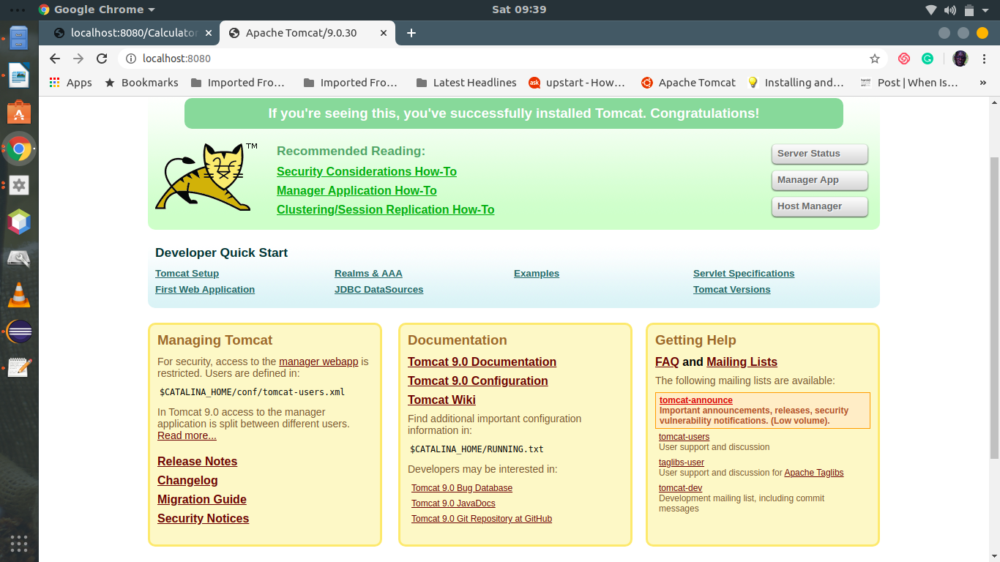 Google Chrome
Sat 09:39
localhost:8080/Calculator
Apache Tomcat/9.0.30
localhost:8080
Apps
Bookmarks
Imported Fro…
Imported Fro…
Latest Headlines
ask
upstart - How…
Apache Tomcat
Installing and…
Post | When Is…
»
If you're seeing this, you've successfully installed Tomcat. Congratulations!
TM
Recommended Reading:
Security Considerations How-To
Manager Application How-To
Clustering/Session Replication How-To
Server Status
Manager App
Host Manager
Developer Quick Start
Tomcat Setup
First Web Application
Realms & AAA
JDBC DataSources
Examples
Servlet Specifications
Tomcat Versions
Managing Tomcat
For security, access to the manager webapp is
restricted. Users are defined in:
$CATALINA_HOME/conf/tomcat-users.xml
In Tomcat 9.0 access to the manager
application is split between different users.
Read more...
Release Notes
Changelog
Migration Guide
Security Notices
Documentation
Tomcat 9.0 Documentation
Tomcat 9.0 Configuration
Tomcat Wiki
Find additional important configuration
information in:
$CATALINA_HOME/RUNNING.txt
Developers may be interested in:
Tomcat 9.0 Bug Database
Tomcat 9.0 JavaDocs
Tomcat 9.0 Git Repository at GitHub
Getting Help
FAQ and Mailing Lists
The following mailing lists are available:
tomcat-announce
Important announcements, releases, security
vulnerability notifications. (Low volume).
tomcat-users
User support and discussion
taglibs-user
User support and discussion for Apache Taglibs
tomcat-dev
Development mailing list, including commit
messages